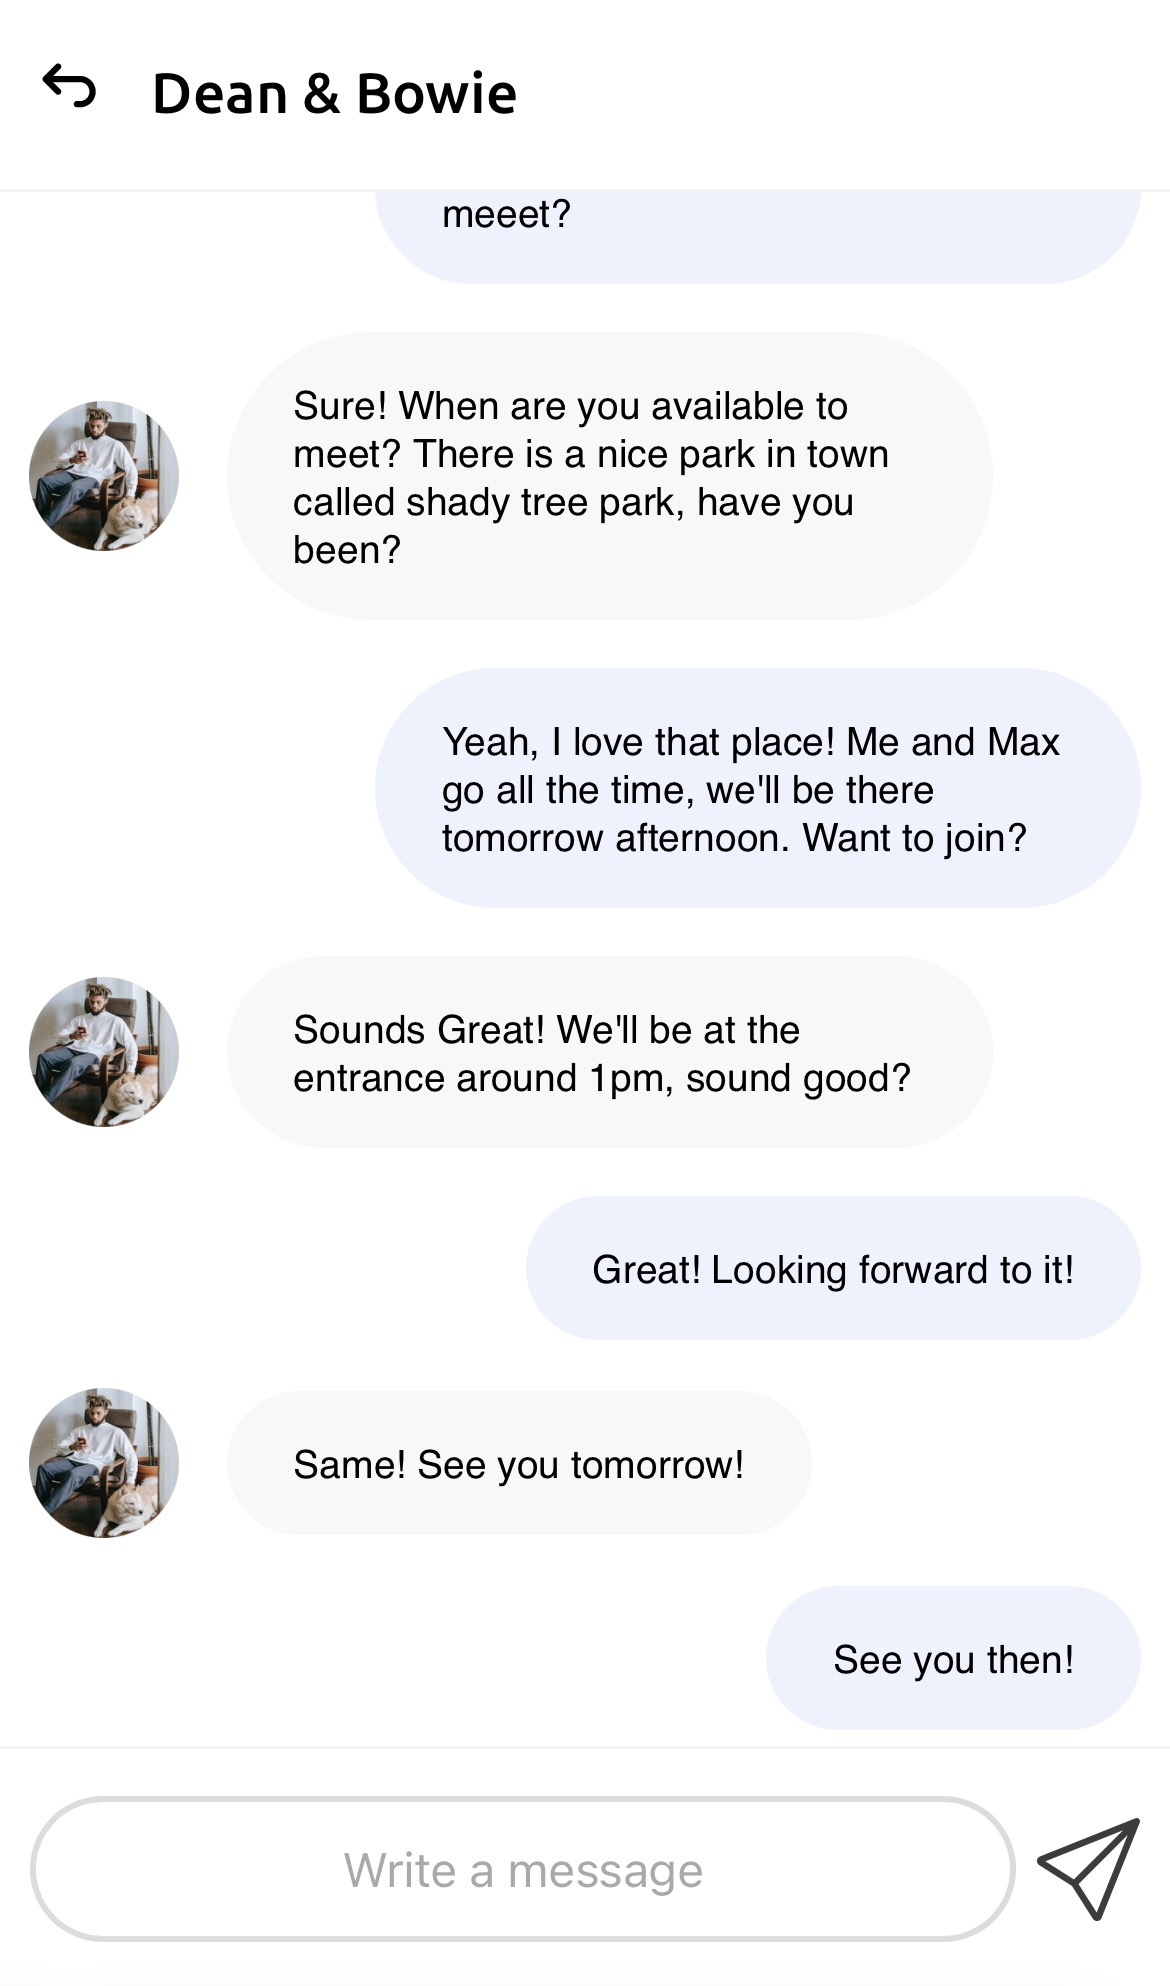 Dean & Bowie
meeet?
Sure! When are you available to
meet? There is a nice park in town
called shady tree park, have you
been?
Yeah, I love that place! Me and Max
go all the time, we'll be there
tomorrow afternoon. Want to join?
Sounds Great! We'll be at the
entrance around 1pm, sound good?
Great! Looking forward to it!
Same! See you tomorrow!
See you then!
Write a message